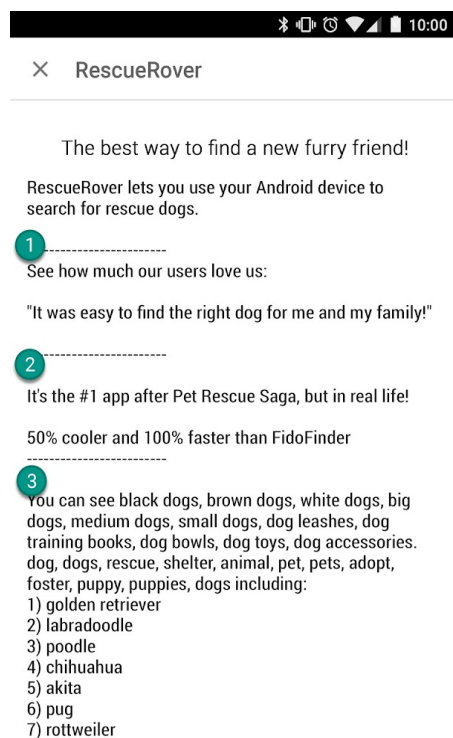 10:00
RescueRover
The best way to find a new furry friend!
RescueRover lets you use your Android device to
search for rescue dogs.
1
----------------------
See how much our users love us:
"It was easy to find the right dog for me and my family!"
----------------------
2
It's the #1 app after Pet Rescue Saga, but in real life!
50% cooler and 100% faster than FidoFinder
-------------------------
3
You can see black dogs, brown dogs, white dogs, big
dogs, medium dogs, small dogs, dog leashes, dog
training books, dog bowls, dog toys, dog accessories.
dog, dogs, rescue, shelter, animal, pet, pets, adopt,
foster, puppy, puppies, dogs including:
1) golden retriever
2) labradoodle
3) poodle
4) chihuahua
5) akita
6) pug
7) rottweiler